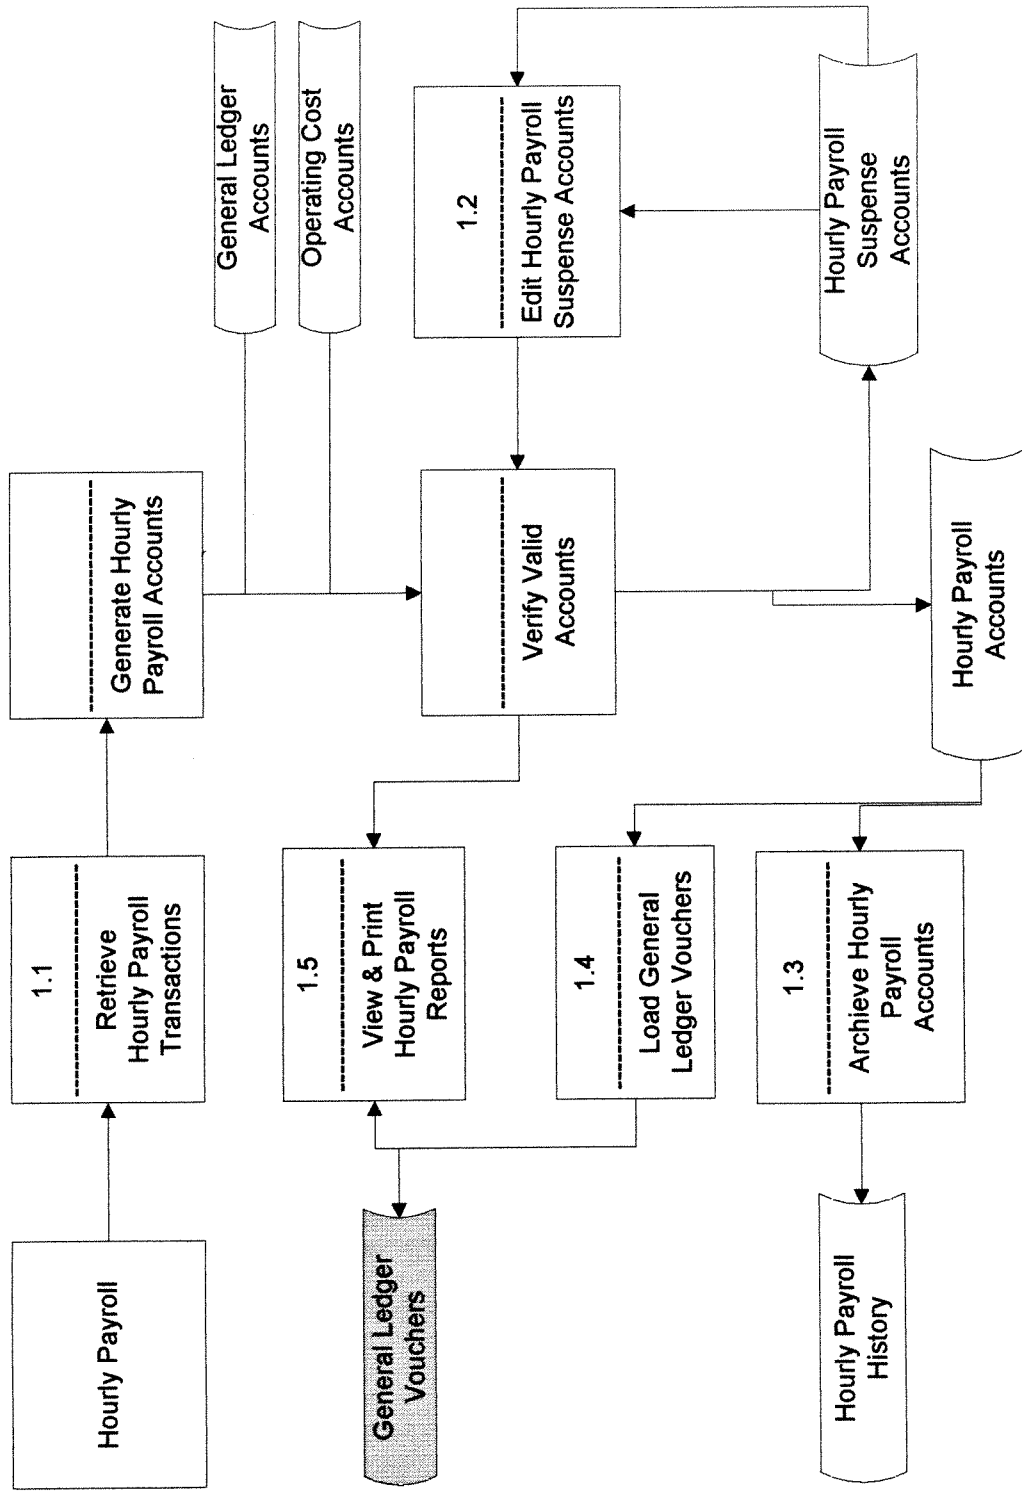 Hourly Payroll
1.1
Retrieve
Hourly Payroll
Transactions
Generate Hourly
Payroll Accounts
General Ledger
Accounts
Operating Cost
Accounts
General Ledger
Vouchers
1.5
View & Print
Hourly Payroll
Reports
Verify Valid
Accounts
1.2
Edit Hourly Payroll
Suspense Accounts
1.4
Load General
Ledger Vouchers
Hourly Payroll
History
1.3
Archieve Hourly
Payroll
Accounts
Hourly Payroll
Accounts
Hourly Payroll
Suspense
Accounts